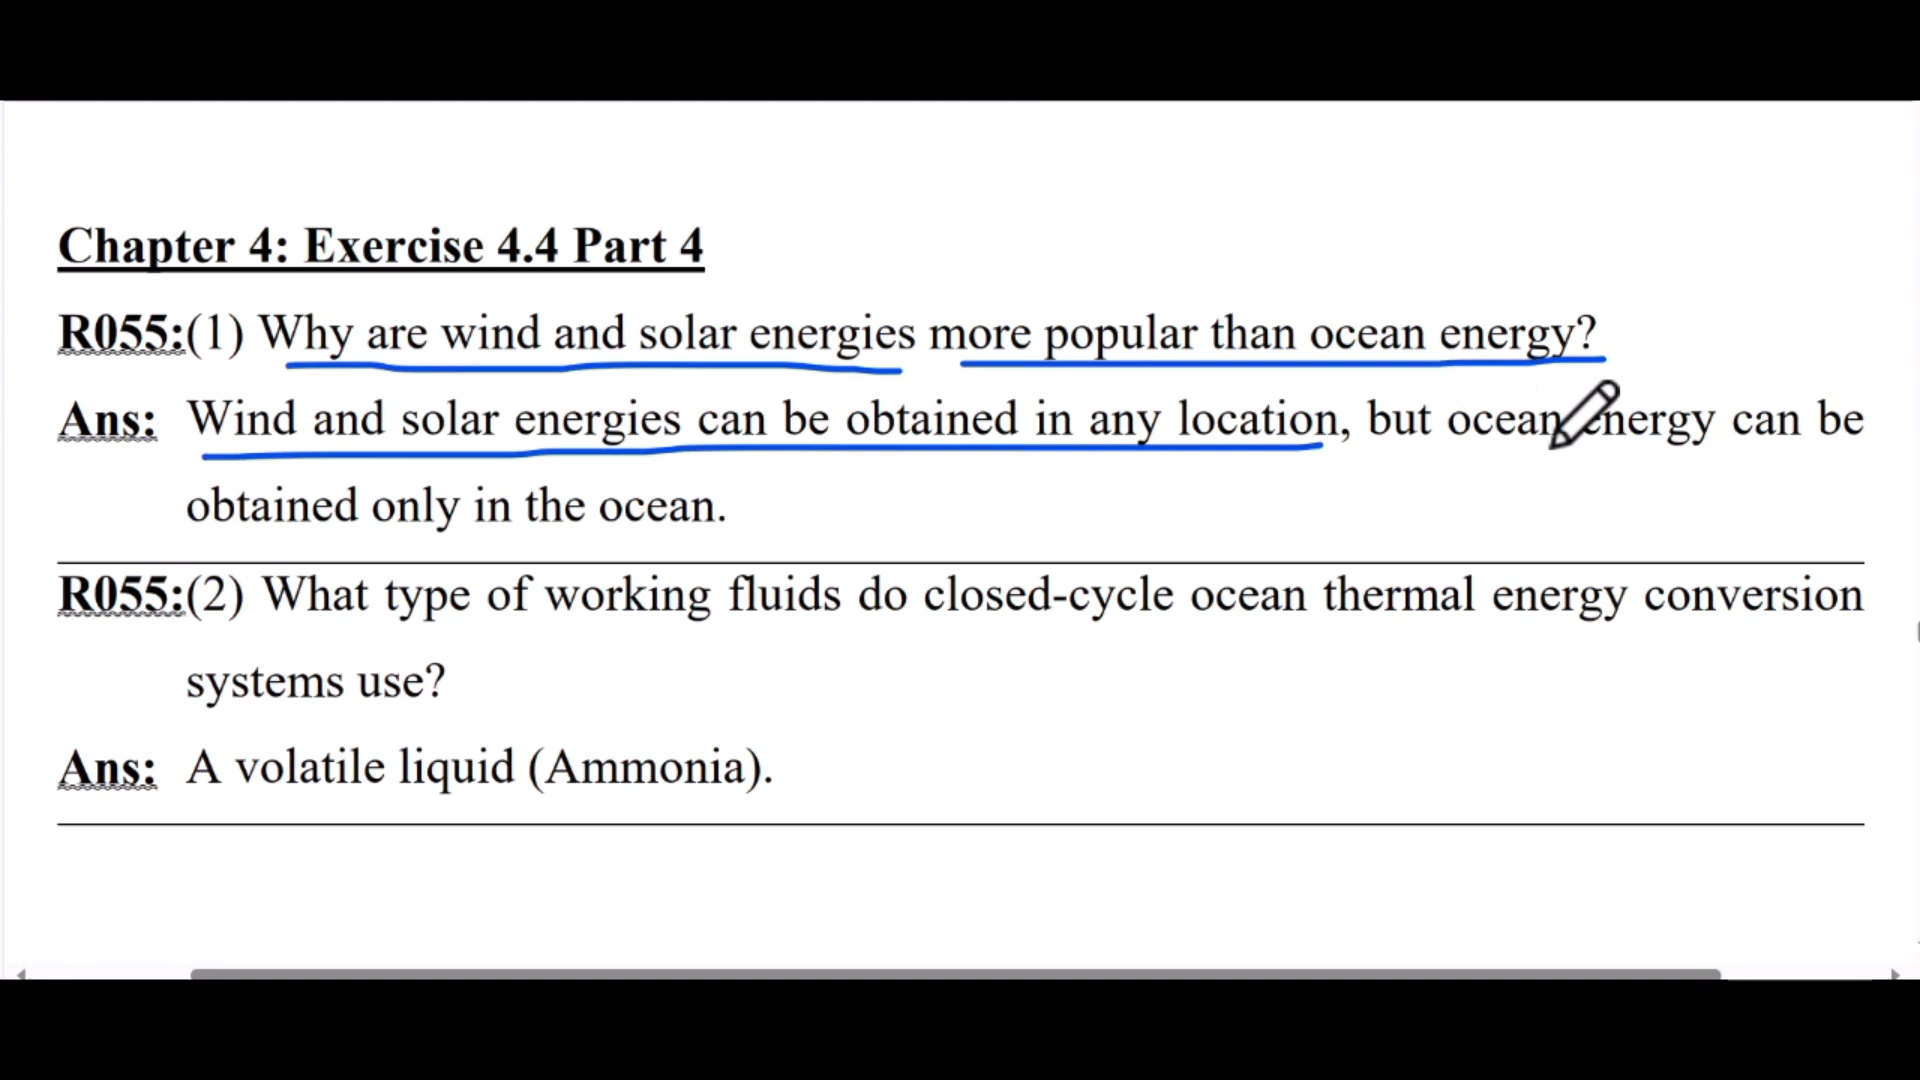 Chapter 4: Exercise 4.4 Part 4
R055:(1) Why are wind and solar energies more popular than ocean energy?
Ans: Wind and solar energies can be obtained in any location, but ocean energy can be
obtained only in the ocean.
R055:(2) What type of working fluids do closed-cycle ocean thermal energy conversion
systems use?
Ans: A volatile liquid (Ammonia).